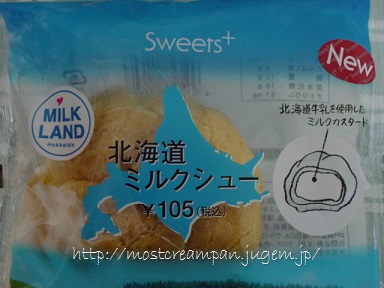 Sweets+
New
MILK
LAND
Hokkaido
北海道牛乳を使用した
ミルクカスタード
北海道
ミルクシュー
¥105(税込)
http://mostcreampan.jugem.jp/